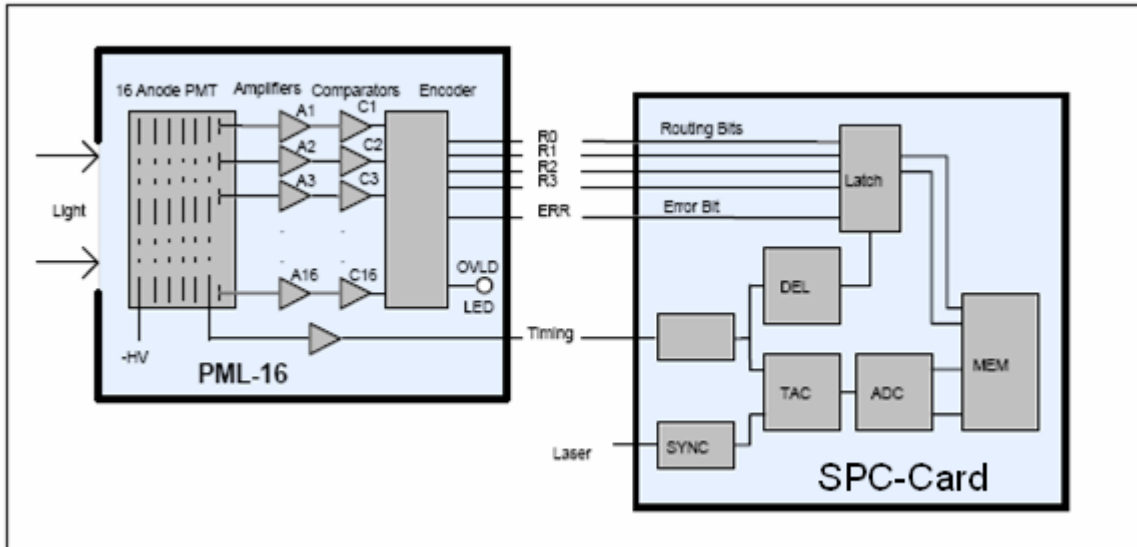 16 Anode PMT Amplifiers Comparators Encoder
A1 C1
A2 C2
A3 C3
A16 C16
Light
-HV
PML-16
OVLD
LED
R0
R1
R2
R3
ERR
Timing
Laser
Routing Bits
Error Bit
Latch
DEL
TAC
ADC
MEM
SYNC
SPC-Card